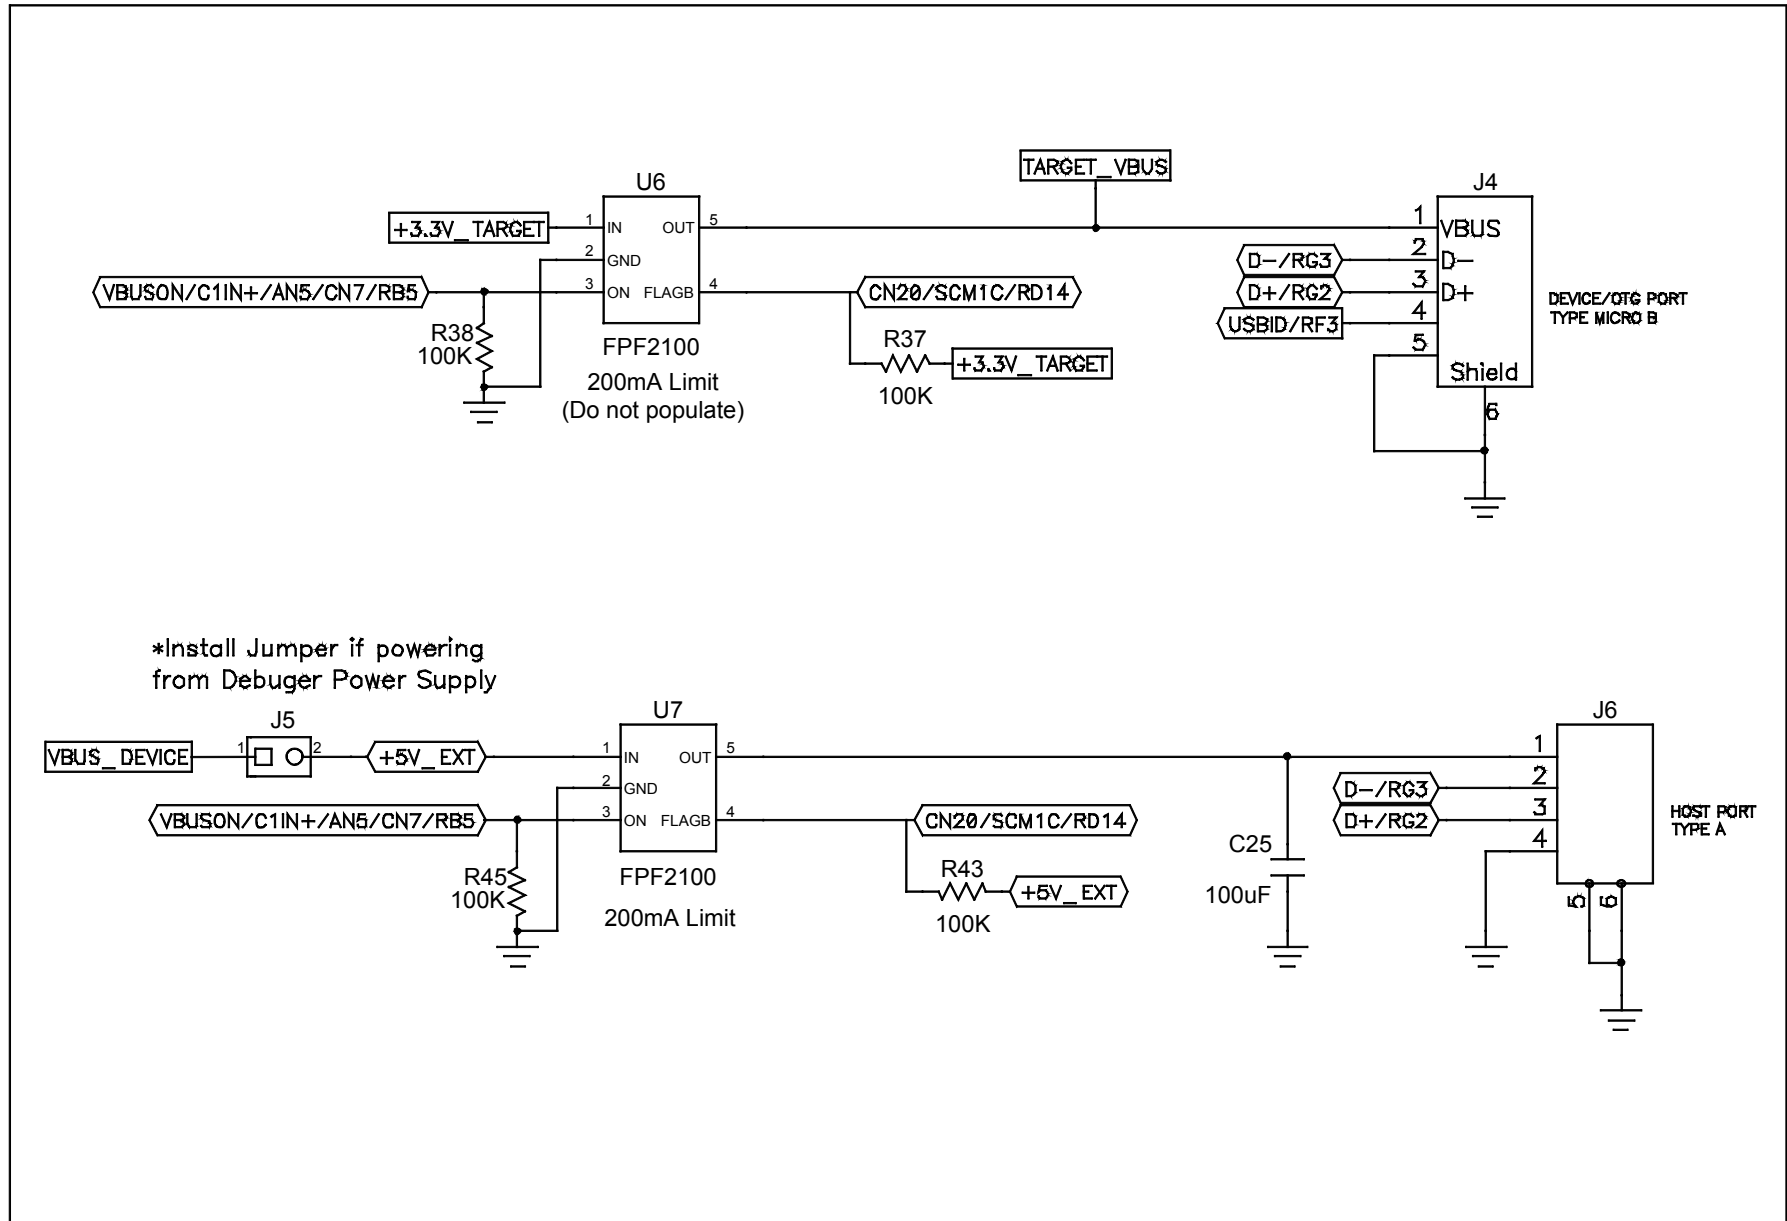 TARGET_VBUS
U6
J4
+3.3V_TARGET
1
IN
OUT
5
1
VBUS
2
GND
D-/RG3
2
D-
VBUSON/C1IN+/AN5/CN7/RB5
3
ON
FLAGB
4
CN20/SCM1C/RD14
D+/RG2
3
D+
DEVICE/OTG PORT
TYPE MICRO B
USBID/RF3
4
R38
100K
FPF2100
R37
5
+3.3V_TARGET
200mA Limit
100K
Shield
(Do not populate)
6
*Install Jumper if powering
from Debuger Power Supply
J5
U7
J6
VBUS_DEVICE
1
2
+5V_EXT
1
IN
OUT
5
1
2
GND
D-/RG3
2
VBUSON/C1IN+/AN5/CN7/RB5
3
ON
FLAGB
4
CN20/SCM1C/RD14
D+/RG2
3
HOST PORT
TYPE A
4
R45
100K
FPF2100
R43
+5V_EXT
C25
100uF
200mA Limit
100K
5
6